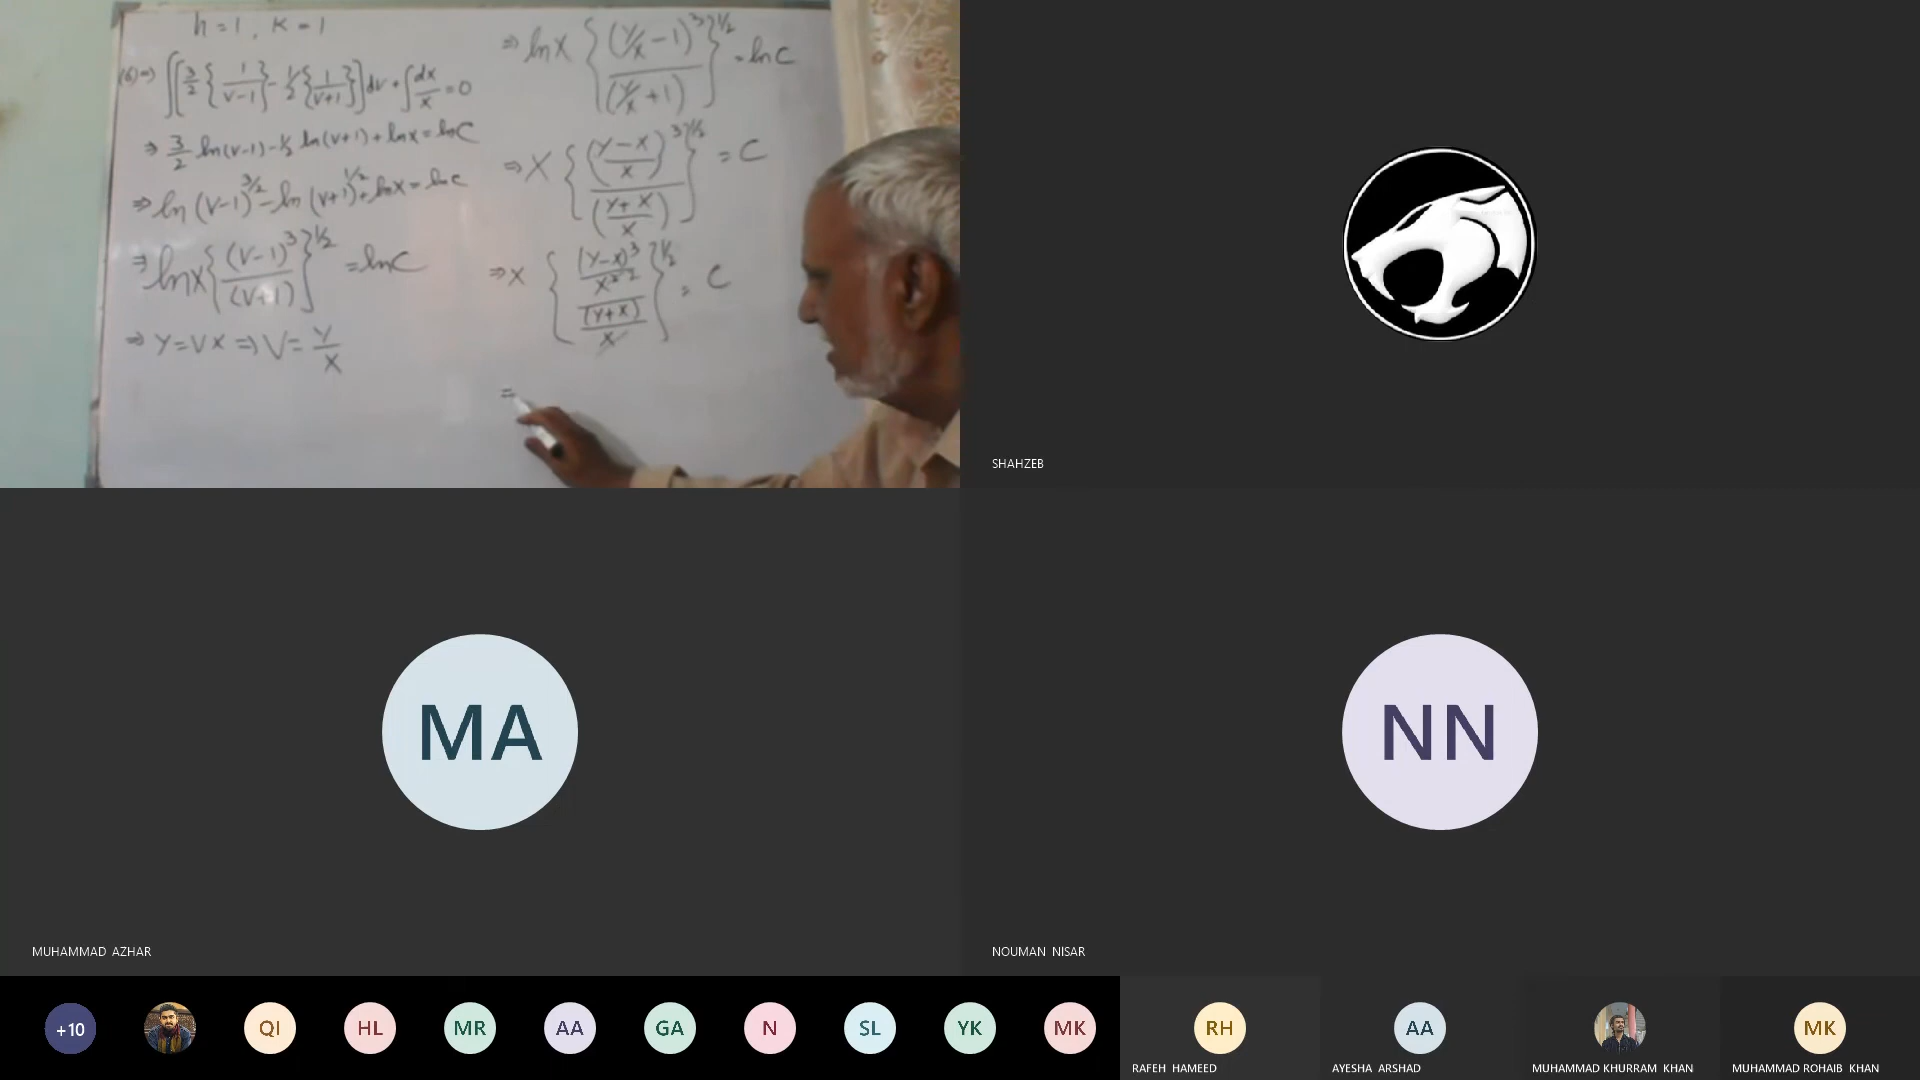 h = 1, K = 1
(6) ⇒ ∫[3/2 {1/(V-1)} - 1/2 {1/(V+1)}] dV + ∫ dx/x = 0
⇒ 3/2 ln(V-1) - 1/2 ln(V+1) + ln x = ln C
⇒ ln (V-1)^3/2 - ln (V+1)^1/2 + ln x = ln C
⇒ ln x {(V-1)^3 / (V+1)}^1/2 = ln C
⇒ Y = VX ⇒ V = Y/X
⇒ ln X {(Y/X - 1)^3 / (Y/X + 1)}^1/2 = ln C
⇒ X {((Y-X)/X)^3 / ((Y+X)/X)}^1/2 = C
⇒ X {((Y-X)^3 / X^3 2) / ((Y+X)/X)}^1/2 = C
=
SHAHZEB
MA
MUHAMMAD AZHAR
NN
NOUMAN NISAR
+10
QI
HL
MR
AA
GA
N
SL
YK
MK
RH
RAFEH HAMEED
AA
AYESHA ARSHAD
MUHAMMAD KHURRAM KHAN
MK
MUHAMMAD ROHAIB KHAN